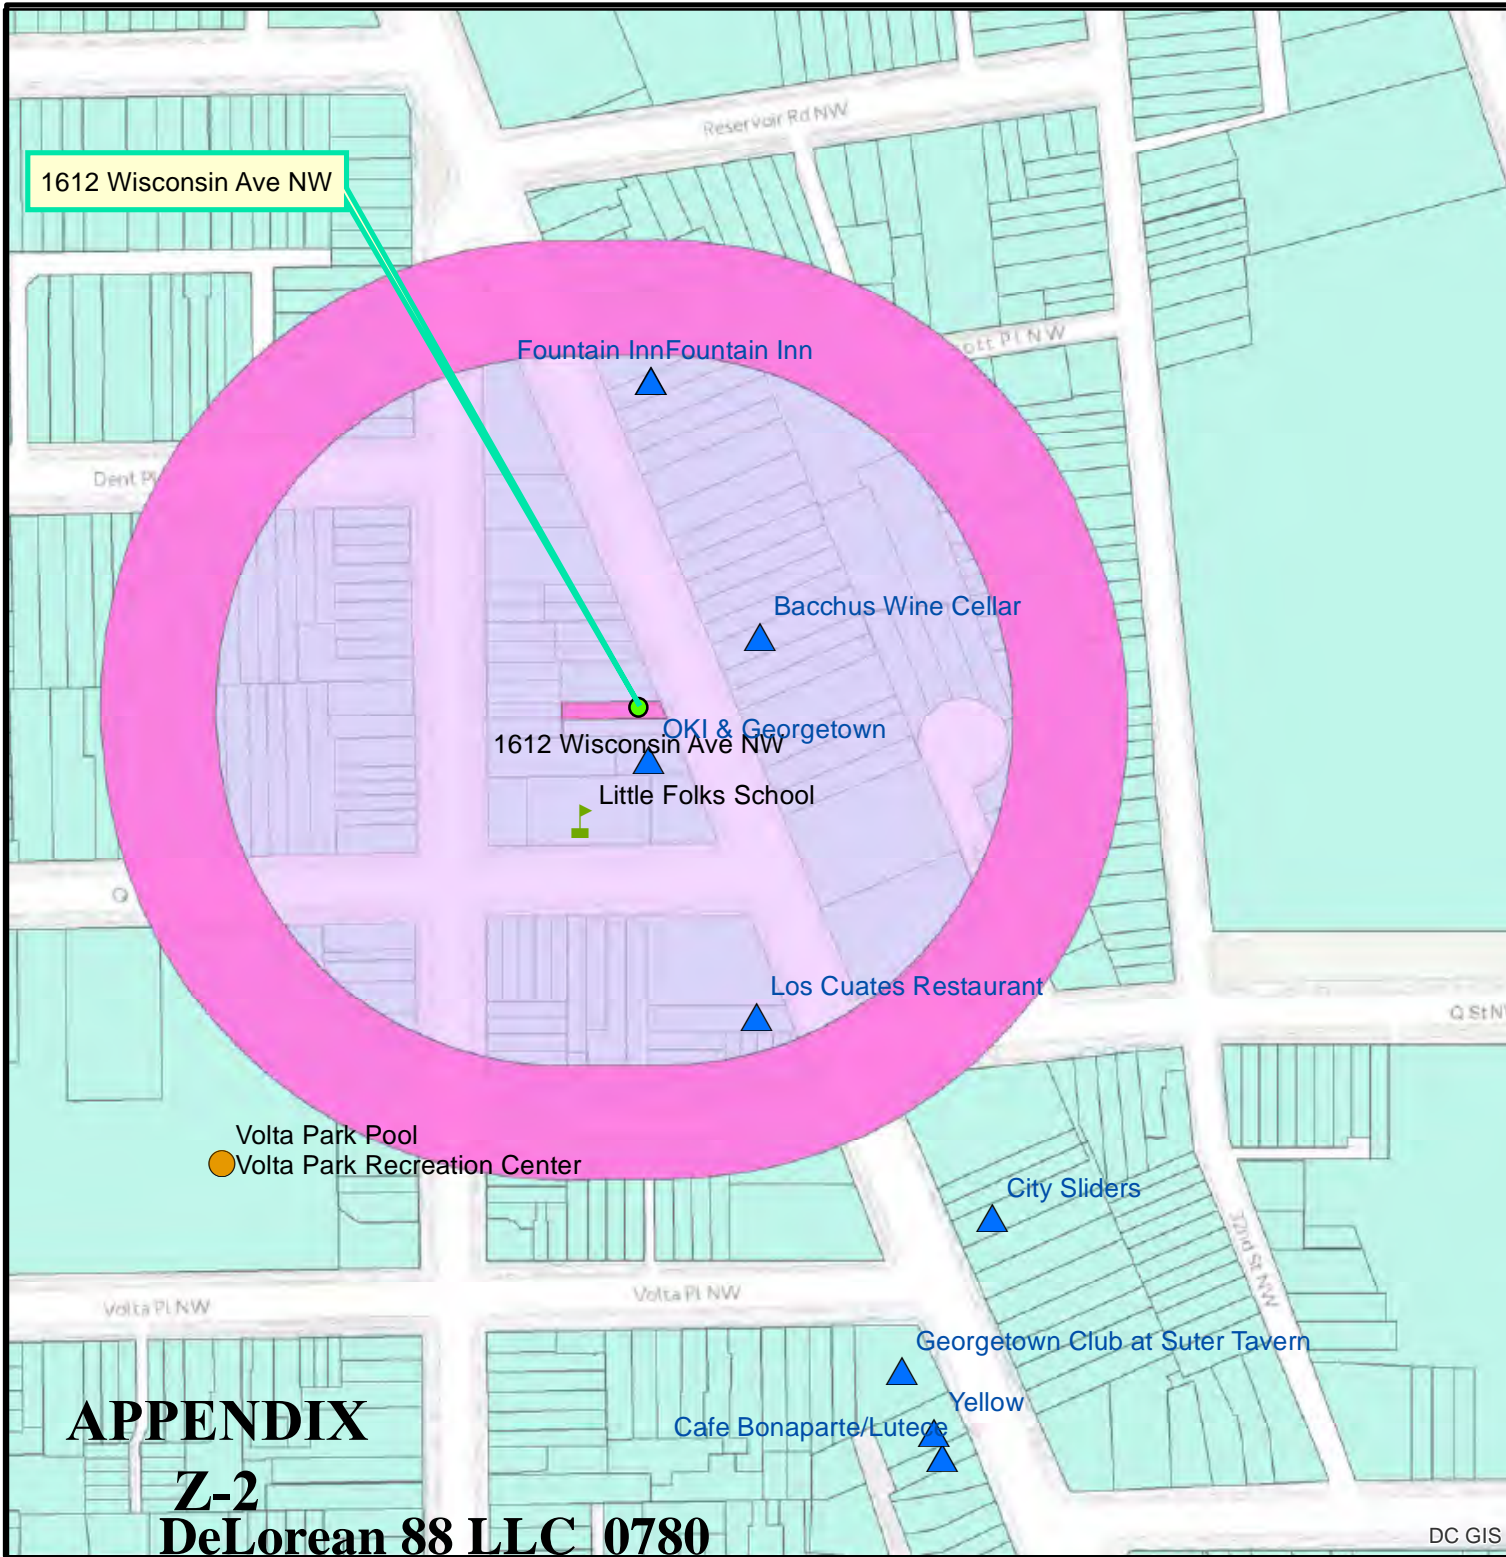 Reservoir Rd NW
1612 Wisconsin Ave NW
Fountain InnFountain Inn
ott Pl NW
Dent Pl
Bacchus Wine Cellar
OKI & Georgetown
1612 Wisconsin Ave NW
Little Folks School
Q
Los Cuates Restaurant
Q St N
Volta Park Pool
Volta Park Recreation Center
City Sliders
32nd St NW
Volta Pl NW
Volta Pl NW
Georgetown Club at Suter Tavern
Yellow
Cafe Bonaparte/Lutece
APPENDIX
Z-2
DeLorean 88 LLC 0780
DC GIS